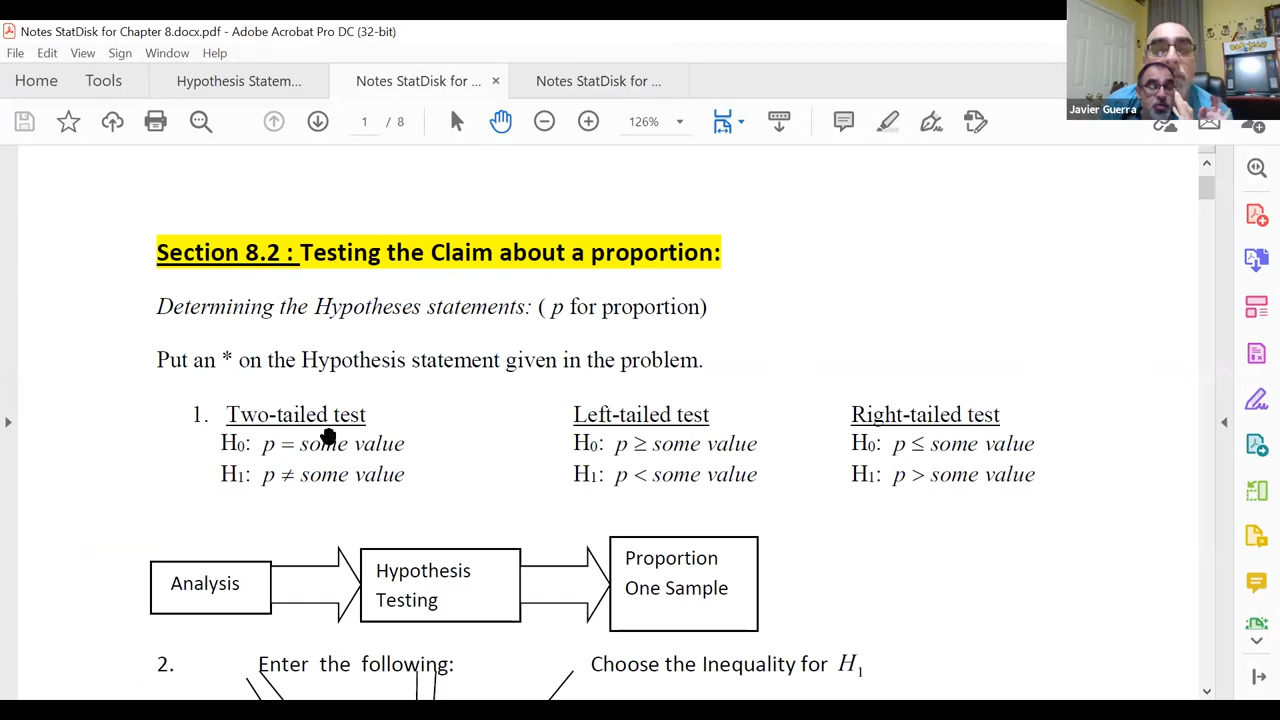 Notes StatDisk for Chapter 8.docx.pdf - Adobe Acrobat Pro DC (32-bit)
File Edit View Sign Window Help
Home Tools Hypothesis Statem... Notes StatDisk for ... × Notes StatDisk for ...
1 / 8 126%
Javier Guerra
Section 8.2 : Testing the Claim about a proportion:
Determining the Hypotheses statements: ( p for proportion)
Put an * on the Hypothesis statement given in the problem.
1. Two-tailed test Left-tailed test Right-tailed test
H0: p = some value H0: p ≥ some value H0: p ≤ some value
H1: p ≠ some value H1: p < some value H1: p > some value
Analysis
Hypothesis
Testing
Proportion
One Sample
2. Enter the following: Choose the Inequality for H1